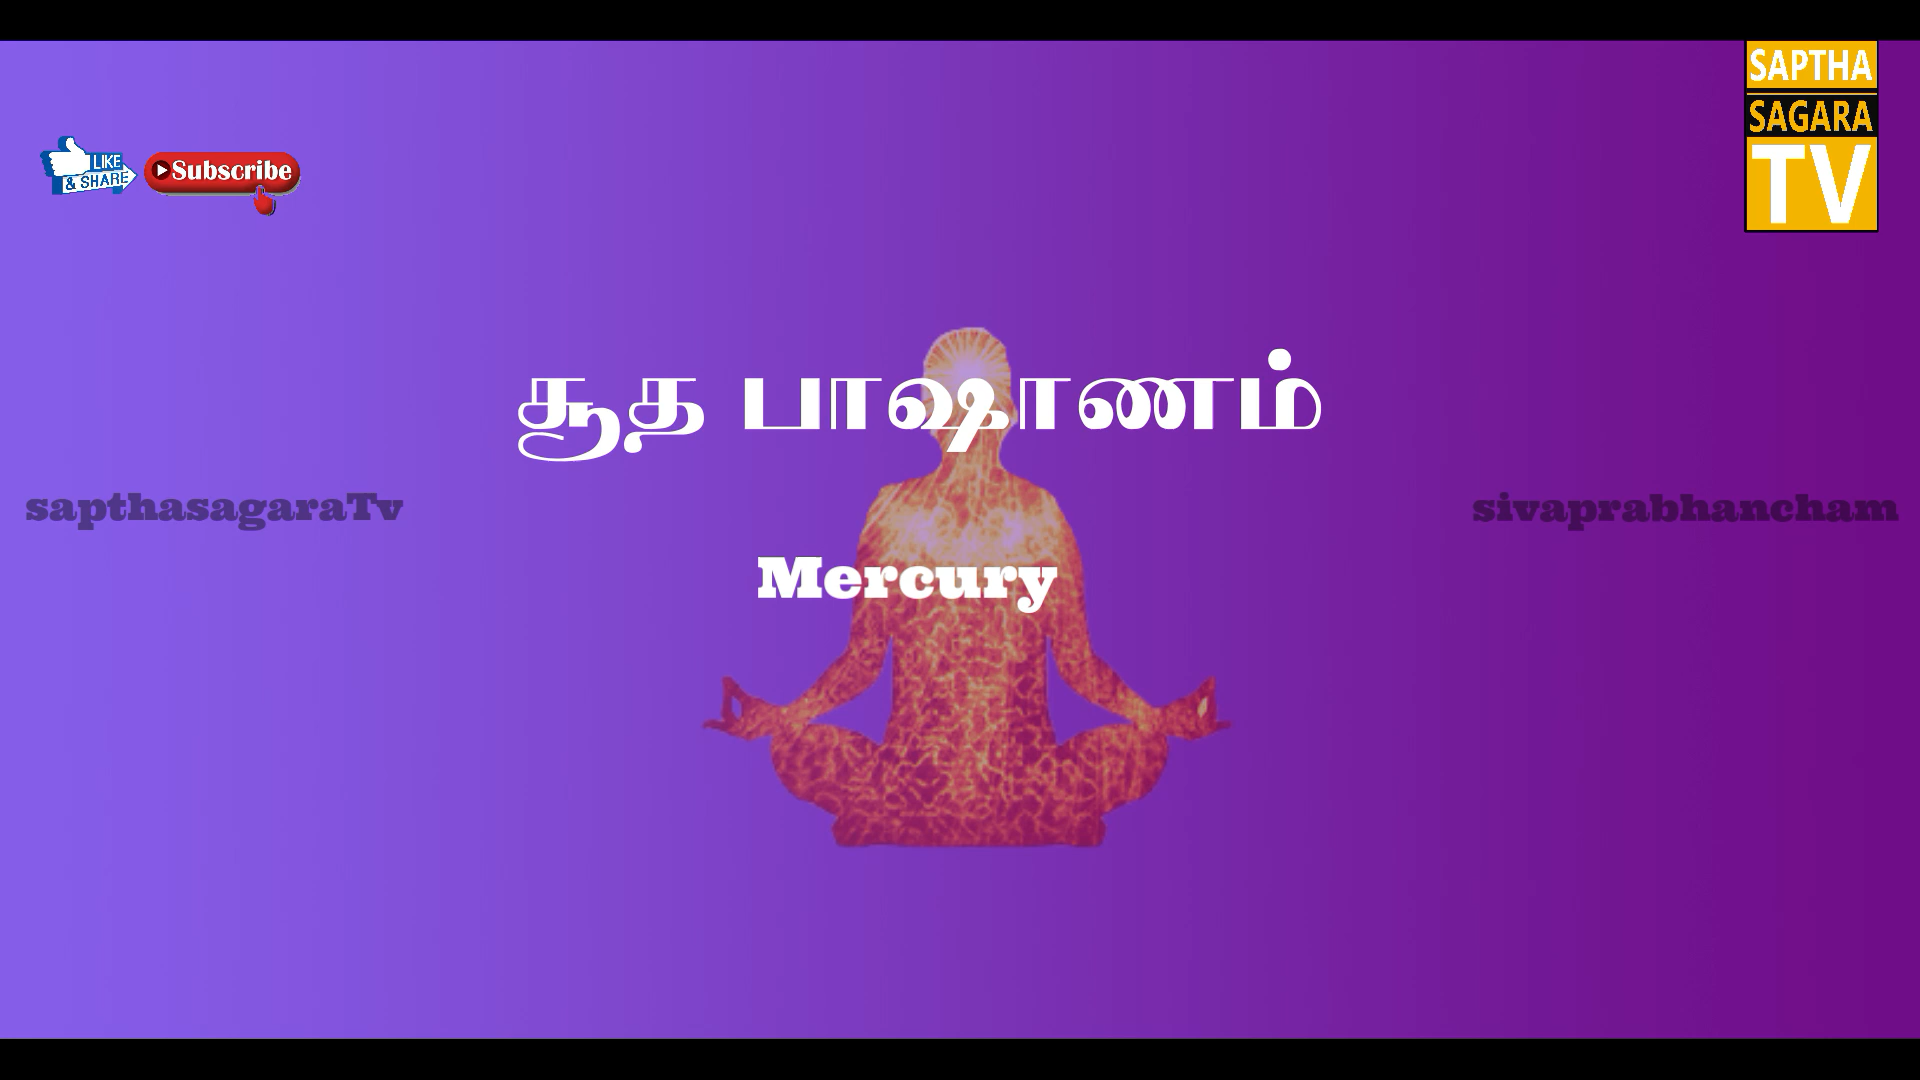 SAPTHA
SAGARA
TV
LIKE
& SHARE
Subscribe
சூத பாஷாணம்
sapthasagaraTv
sivaprabhancham
Mercury